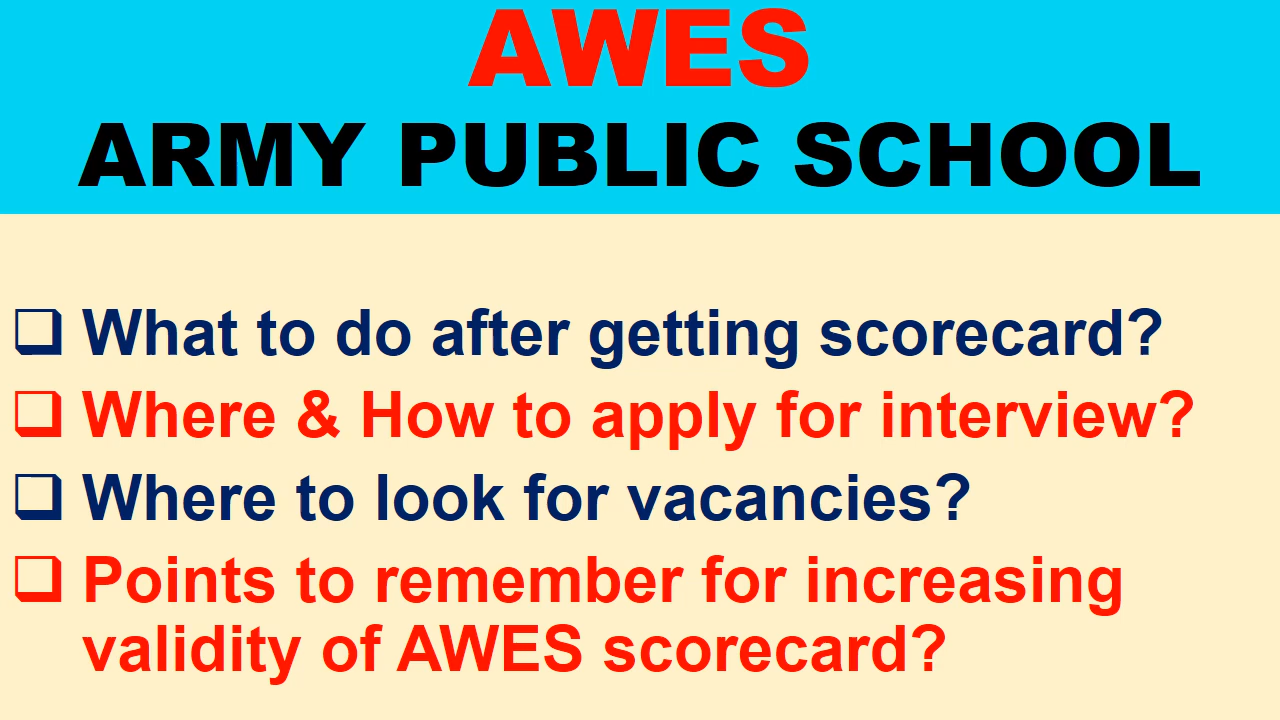 AWES
ARMY PUBLIC SCHOOL
❑ What to do after getting scorecard?
❑ Where & How to apply for interview?
❑ Where to look for vacancies?
❑ Points to remember for increasing
validity of AWES scorecard?